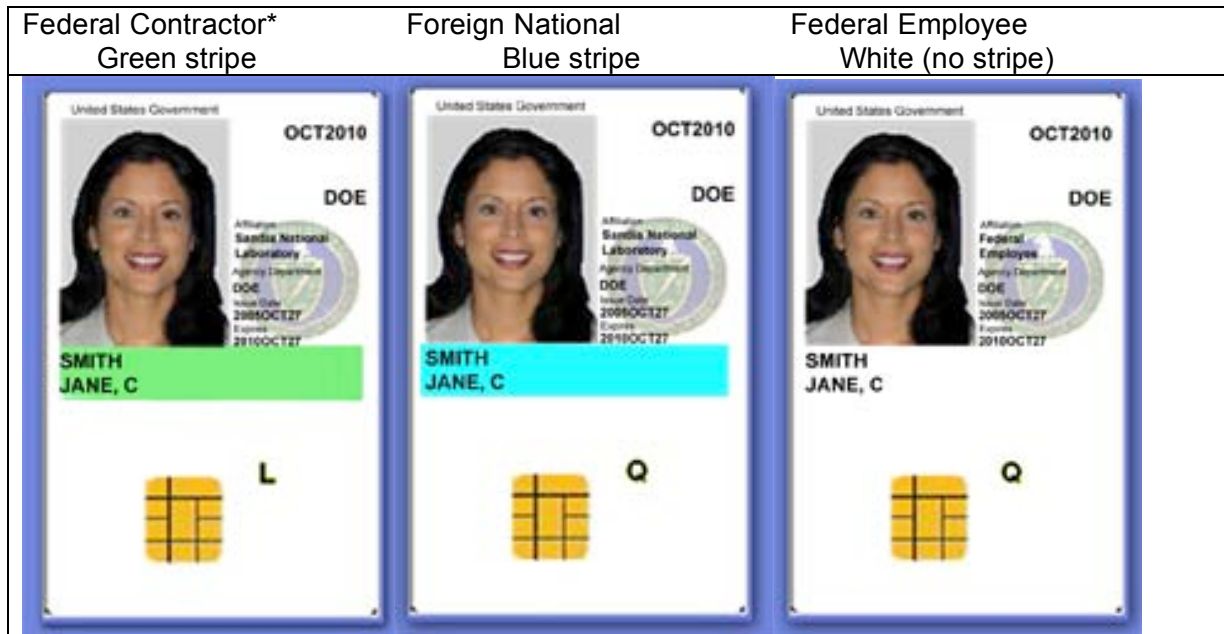 Federal Contractor*
Green stripe
Foreign National
Blue stripe
Federal Employee
White (no stripe)
United States Government
OCT2010
DOE
Affiliation
Sandia National
Laboratory
Agency Department
DOE
Issue Date
2005OCT27
Expires
2010OCT27
SMITH
JANE, C
L
United States Government
OCT2010
DOE
Affiliation
Sandia National
Laboratory
Agency Department
DOE
Issue Date
2005OCT27
Expires
2010OCT27
SMITH
JANE, C
Q
United States Government
OCT2010
DOE
Affiliation
Federal
Employee
Agency Department
DOE
Issue Date
2005OCT27
Expires
2010OCT27
SMITH
JANE, C
Q